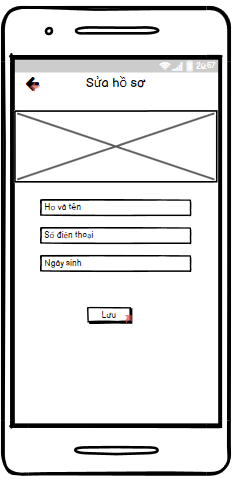 20:57
Sửa hồ sơ
Họ và tên
Số điện thoại
Ngày sinh
Lưu